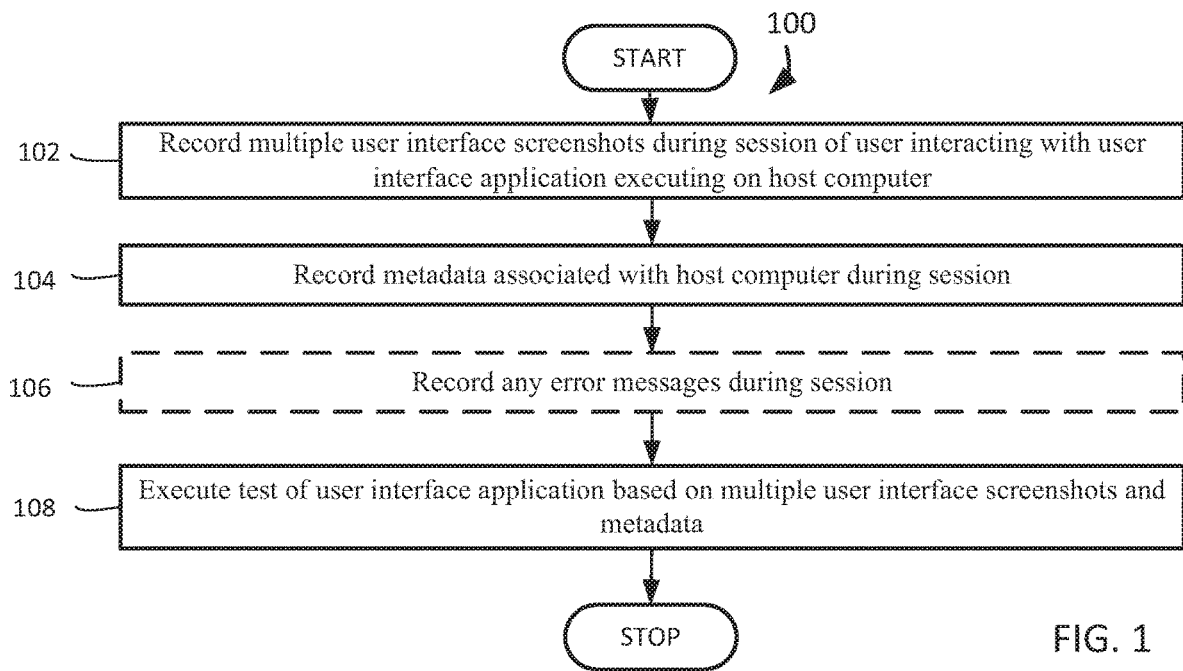 100
START
102
Record multiple user interface screenshots during session of user interacting with user
interface application executing on host computer
104
Record metadata associated with host computer during session
106
Record any error messages during session
108
Execute test of user interface application based on multiple user interface screenshots and
metadata
STOP
FIG. 1